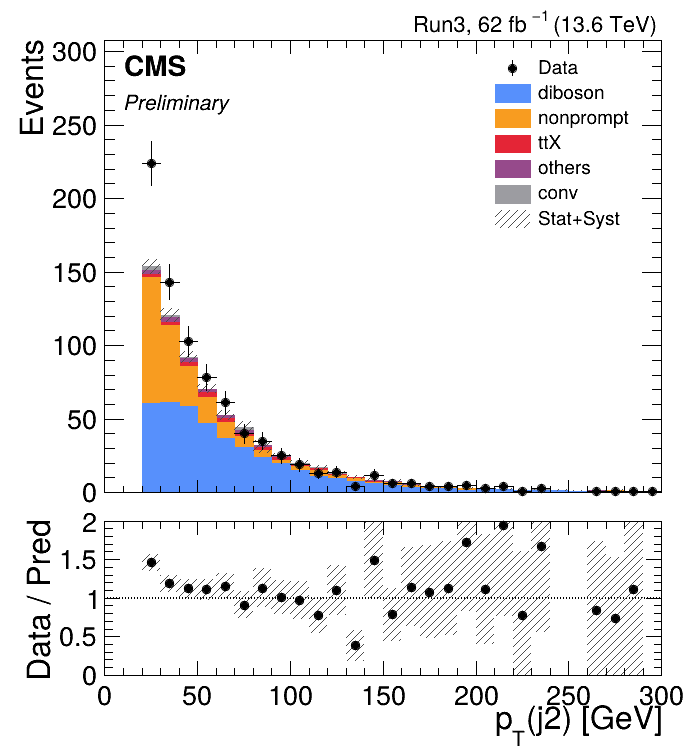 Run3, 62 fb⁻¹ (13.6 TeV)
CMS
Preliminary
Events
300
250
200
150
100
50
0
Data
diboson
nonprompt
ttX
others
conv
Stat+Syst
Data / Pred
2
1.5
1
0.5
0
0 50 100 150 200 250 300
p_T(j2) [GeV]